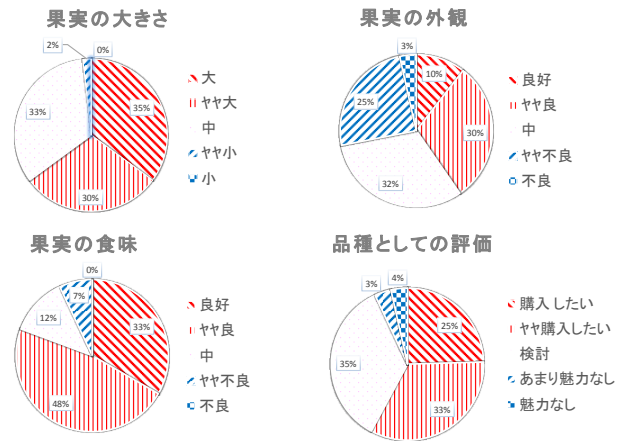 果実の大きさ
2%
0%
35%
33%
30%
大
ﾔﾔ大
中
ﾔﾔ小
小
果実の外観
3%
10%
25%
30%
32%
良好
ﾔﾔ良
中
ﾔﾔ不良
不良
果実の食味
0%
7%
12%
33%
48%
良好
ﾔﾔ良
中
ﾔﾔ不良
不良
品種としての評価
3%
4%
25%
35%
33%
購入したい
ﾔﾔ購入したい
検討
あまり魅力なし
魅力なし